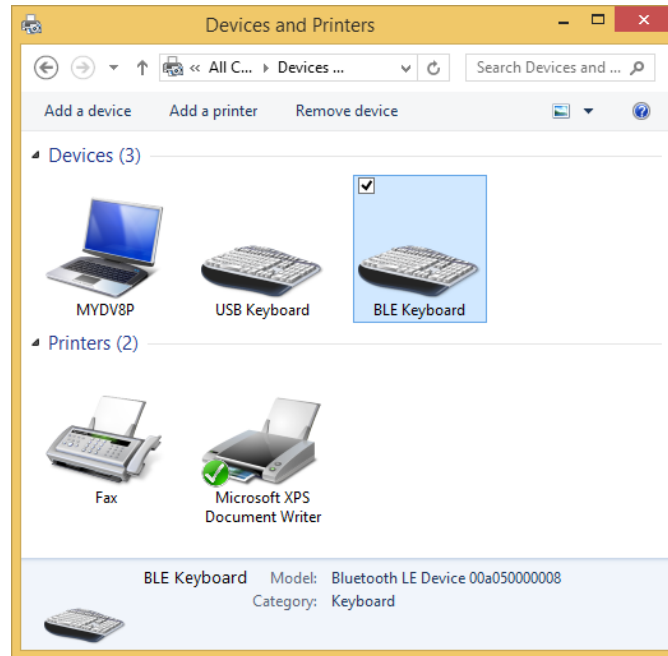 Devices and Printers
« All C... Devices ... Search Devices and ...
Add a device Add a printer Remove device
Devices (3)
MYDV8P USB Keyboard BLE Keyboard
Printers (2)
Fax Microsoft XPS
Document Writer
BLE Keyboard Model: Bluetooth LE Device 00a050000008
Category: Keyboard